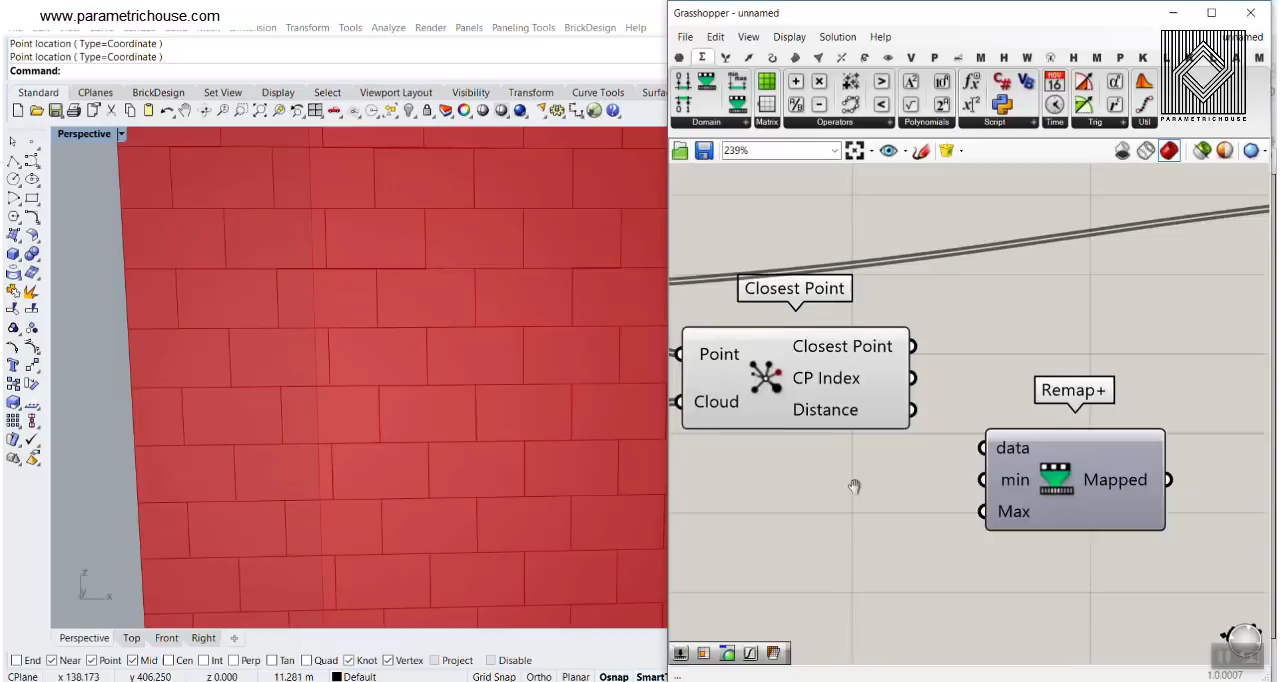 www.parametrichouse.com
Transform Tools Analyze Render Panels Paneling Tools BrickDesign Help
Point location ( Type=Coordinate )
Point location ( Type=Coordinate )
Command:
Standard CPlanes BrickDesign Set View Display Select Viewport Layout Visibility Transform Curve Tools
Perspective
z
y
x
Perspective Top Front Right
End Near Point Mid Cen Int Perp Tan Quad Knot Vertex Project Disable
CPlane x 138.173 y 406.250 z 0.000 11.281 m Default Grid Snap Ortho Planar Osnap
Grasshopper - unnamed
File Edit View Display Solution Help unnamed
V P M H W H M P K A M
Domain Matrix Operators Polynomials Script Time Trig Util
PARAMETRICHOUSE
239%
Closest Point
Point
Cloud
Closest Point
CP Index
Distance
Remap+
data
min
Max
Mapped
...
1.0.0007